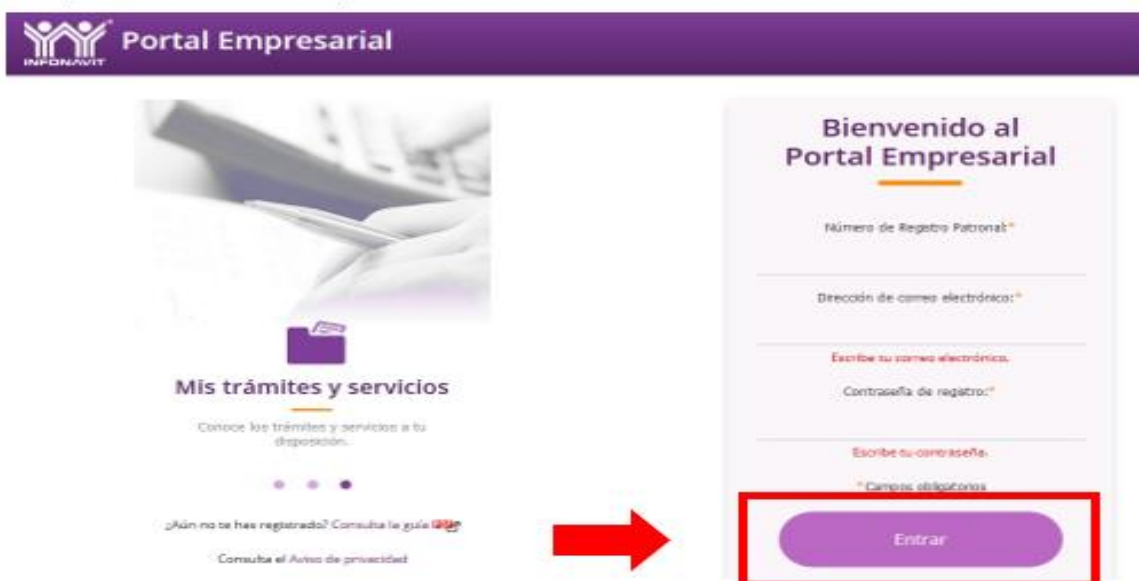 INFONAVIT
Portal Empresarial
Mis trámites y servicios
Conoce los trámites y servicios a tu
disposición.
¿Aún no te has registrado? Consulta la guía
Consulta el Aviso de privacidad
Bienvenido al
Portal Empresarial
Número de Registro Patronal:*
Dirección de correo electrónico:*
Escribe tu correo electrónico.
Contraseña de registro:*
Escribe tu contraseña.
*Campos obligatorios
Entrar